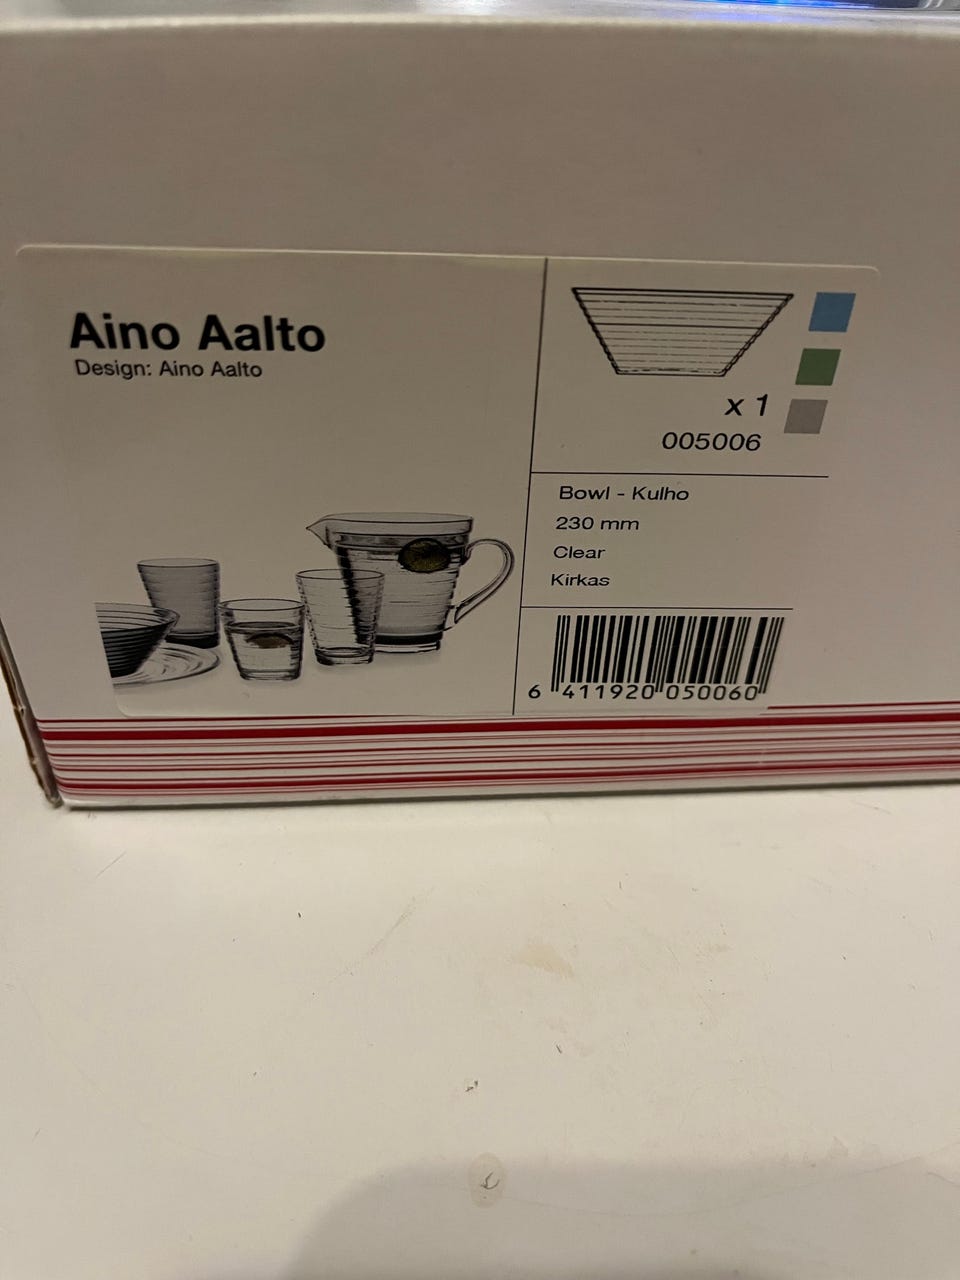 Aino Aalto
Design: Aino Aalto
x 1
005006
Bowl - Kulho
230 mm
Clear
Kirkas
6 411920 050060